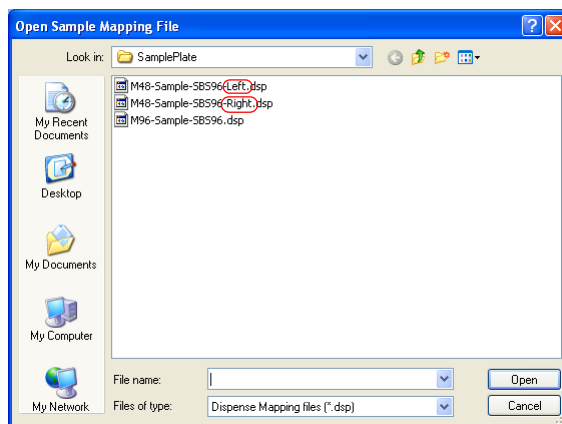 Open Sample Mapping File
Look in: SamplePlate
M48-Sample-SBS96-Left.dsp
M48-Sample-SBS96-Right.dsp
M96-Sample-SBS96.dsp
My Recent
Documents
Desktop
My Documents
My Computer
My Network
File name:
Open
Files of type: Dispense Mapping files (*.dsp)
Cancel